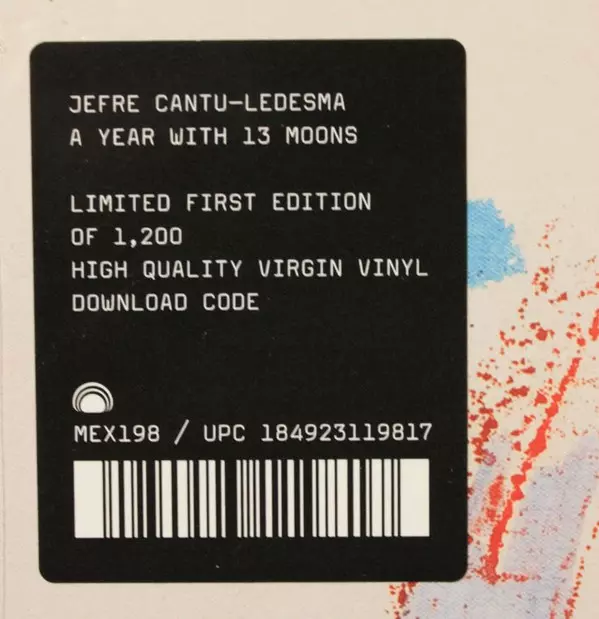 JEFRE CANTU-LEDESMA
A YEAR WITH 13 MOONS
LIMITED FIRST EDITION
OF 1,200
HIGH QUALITY VIRGIN VINYL
DOWNLOAD CODE
MEX198 / UPC 184923119817